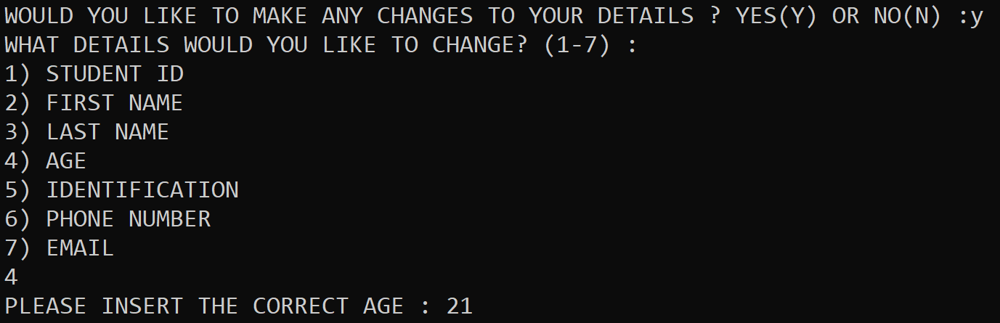 WOULD YOU LIKE TO MAKE ANY CHANGES TO YOUR DETAILS ? YES(Y) OR NO(N) :y
WHAT DETAILS WOULD YOU LIKE TO CHANGE? (1-7) :
1) STUDENT ID
2) FIRST NAME
3) LAST NAME
4) AGE
5) IDENTIFICATION
6) PHONE NUMBER
7) EMAIL
4
PLEASE INSERT THE CORRECT AGE : 21